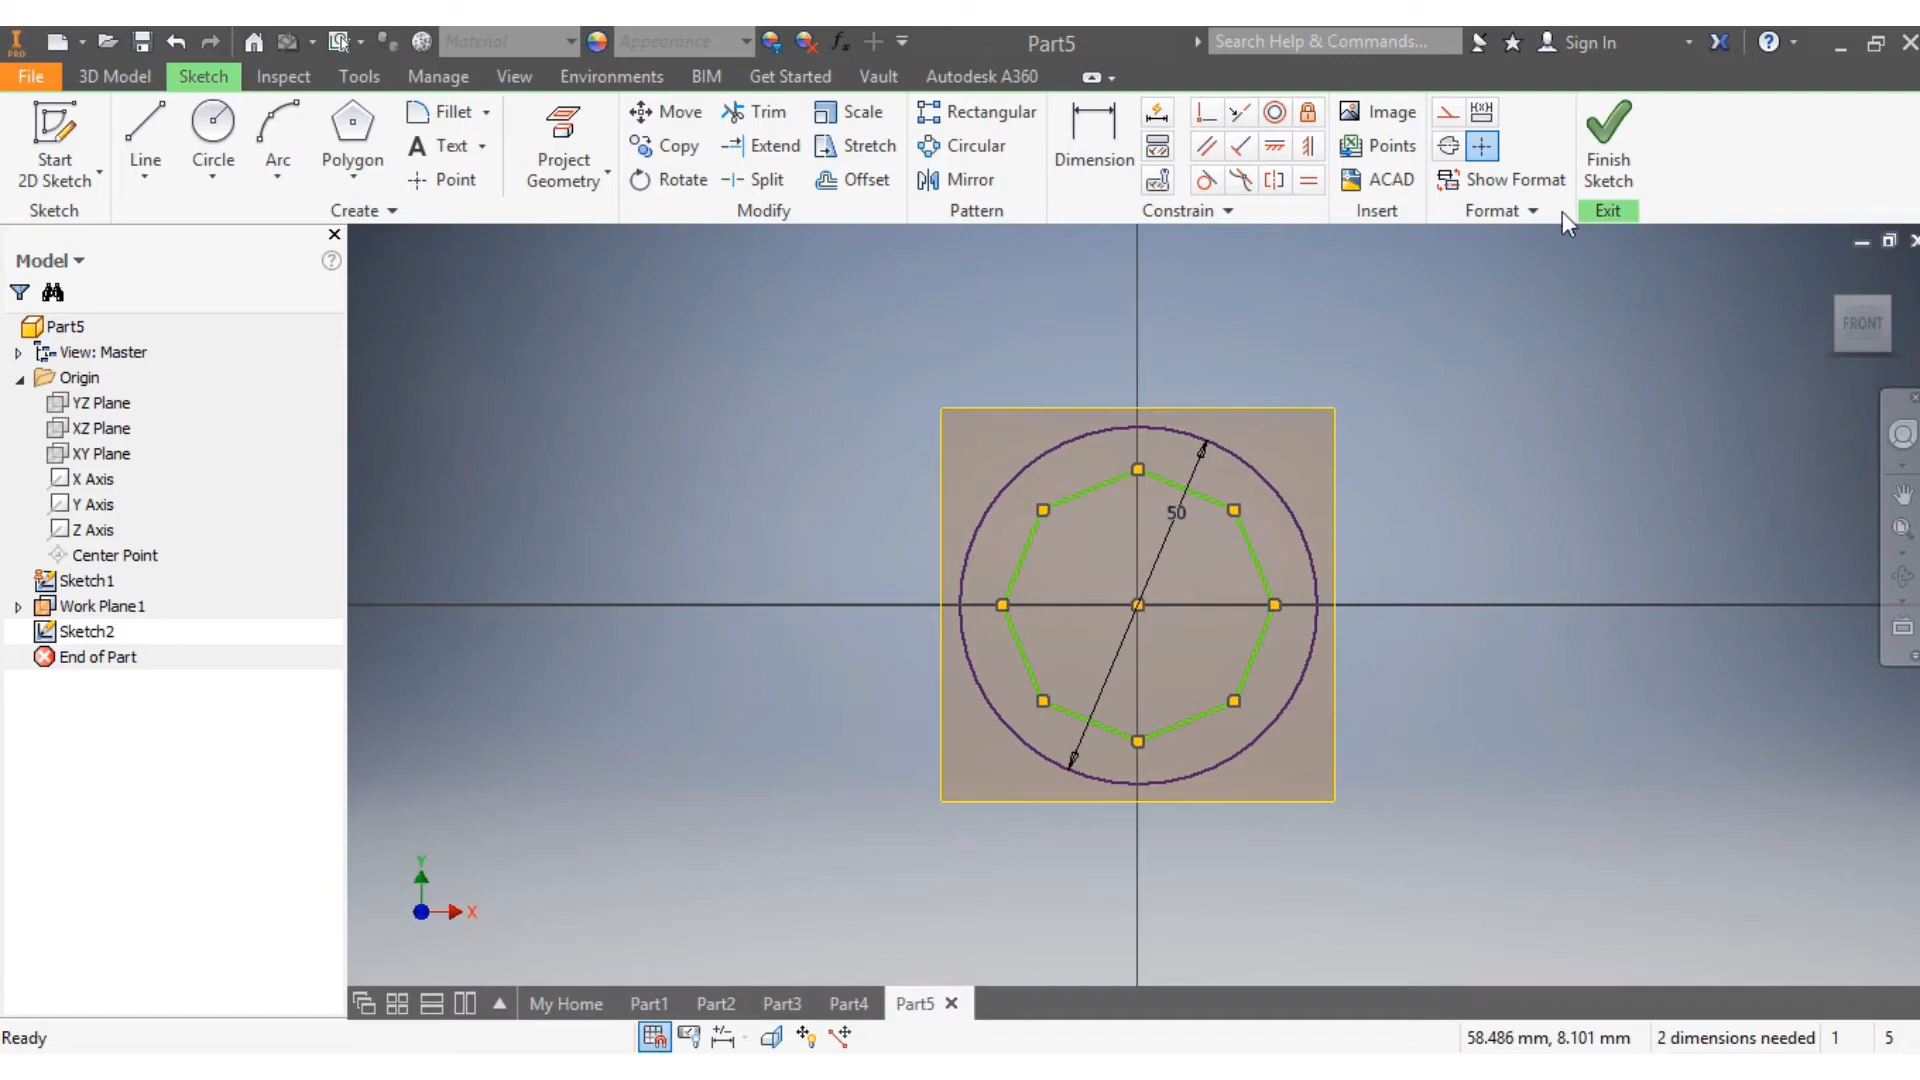 PRO
Material
Appearance
Part5
Search Help & Commands...
Sign In
File
3D Model
Sketch
Inspect
Tools
Manage
View
Environments
BIM
Get Started
Vault
Autodesk A360
Start
2D Sketch
Line
Circle
Arc
Polygon
Fillet
Text
Point
Project
Geometry
Move
Copy
Rotate
Trim
Extend
Split
Scale
Stretch
Offset
Rectangular
Circular
Mirror
Dimension
Image
Points
ACAD
Show Format
Finish
Sketch
Sketch
Create
Modify
Pattern
Constrain
Insert
Format
Exit
Model
Part5
View: Master
Origin
YZ Plane
XZ Plane
XY Plane
X Axis
Y Axis
Z Axis
Center Point
Sketch1
Work Plane1
Sketch2
End of Part
FRONT
50
Y
X
My Home
Part1
Part2
Part3
Part4
Part5
Ready
58.486 mm, 8.101 mm
2 dimensions needed
1
5